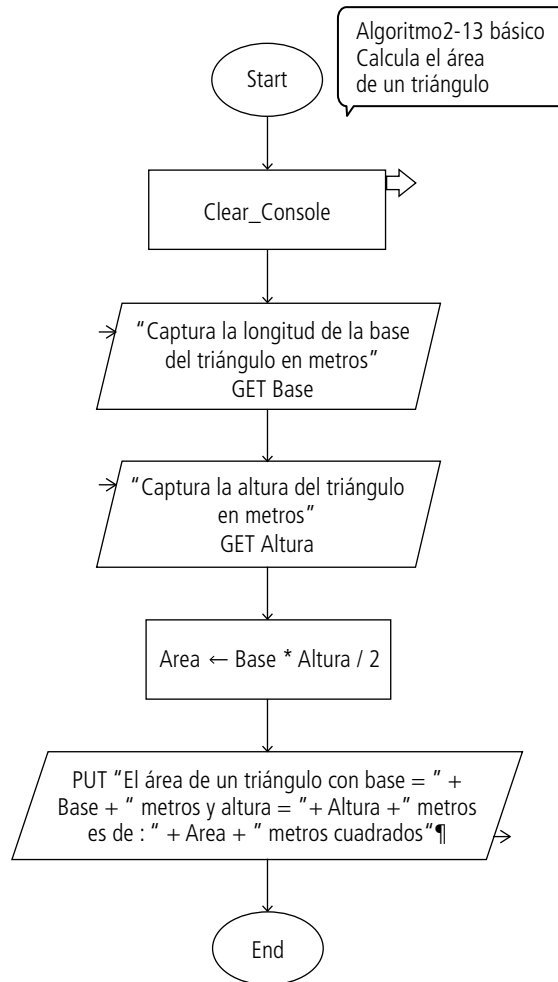 Algoritmo2-13 básico
Calcula el área
de un triángulo
Start
Clear_Console
“Captura la longitud de la base
del triángulo en metros”
GET Base
“Captura la altura del triángulo
en metros”
GET Altura
Area ← Base * Altura / 2
PUT “El área de un triángulo con base = ” +
Base + “ metros y altura = ”+ Altura +” metros
es de : “ + Area + ” metros cuadrados“¶
End